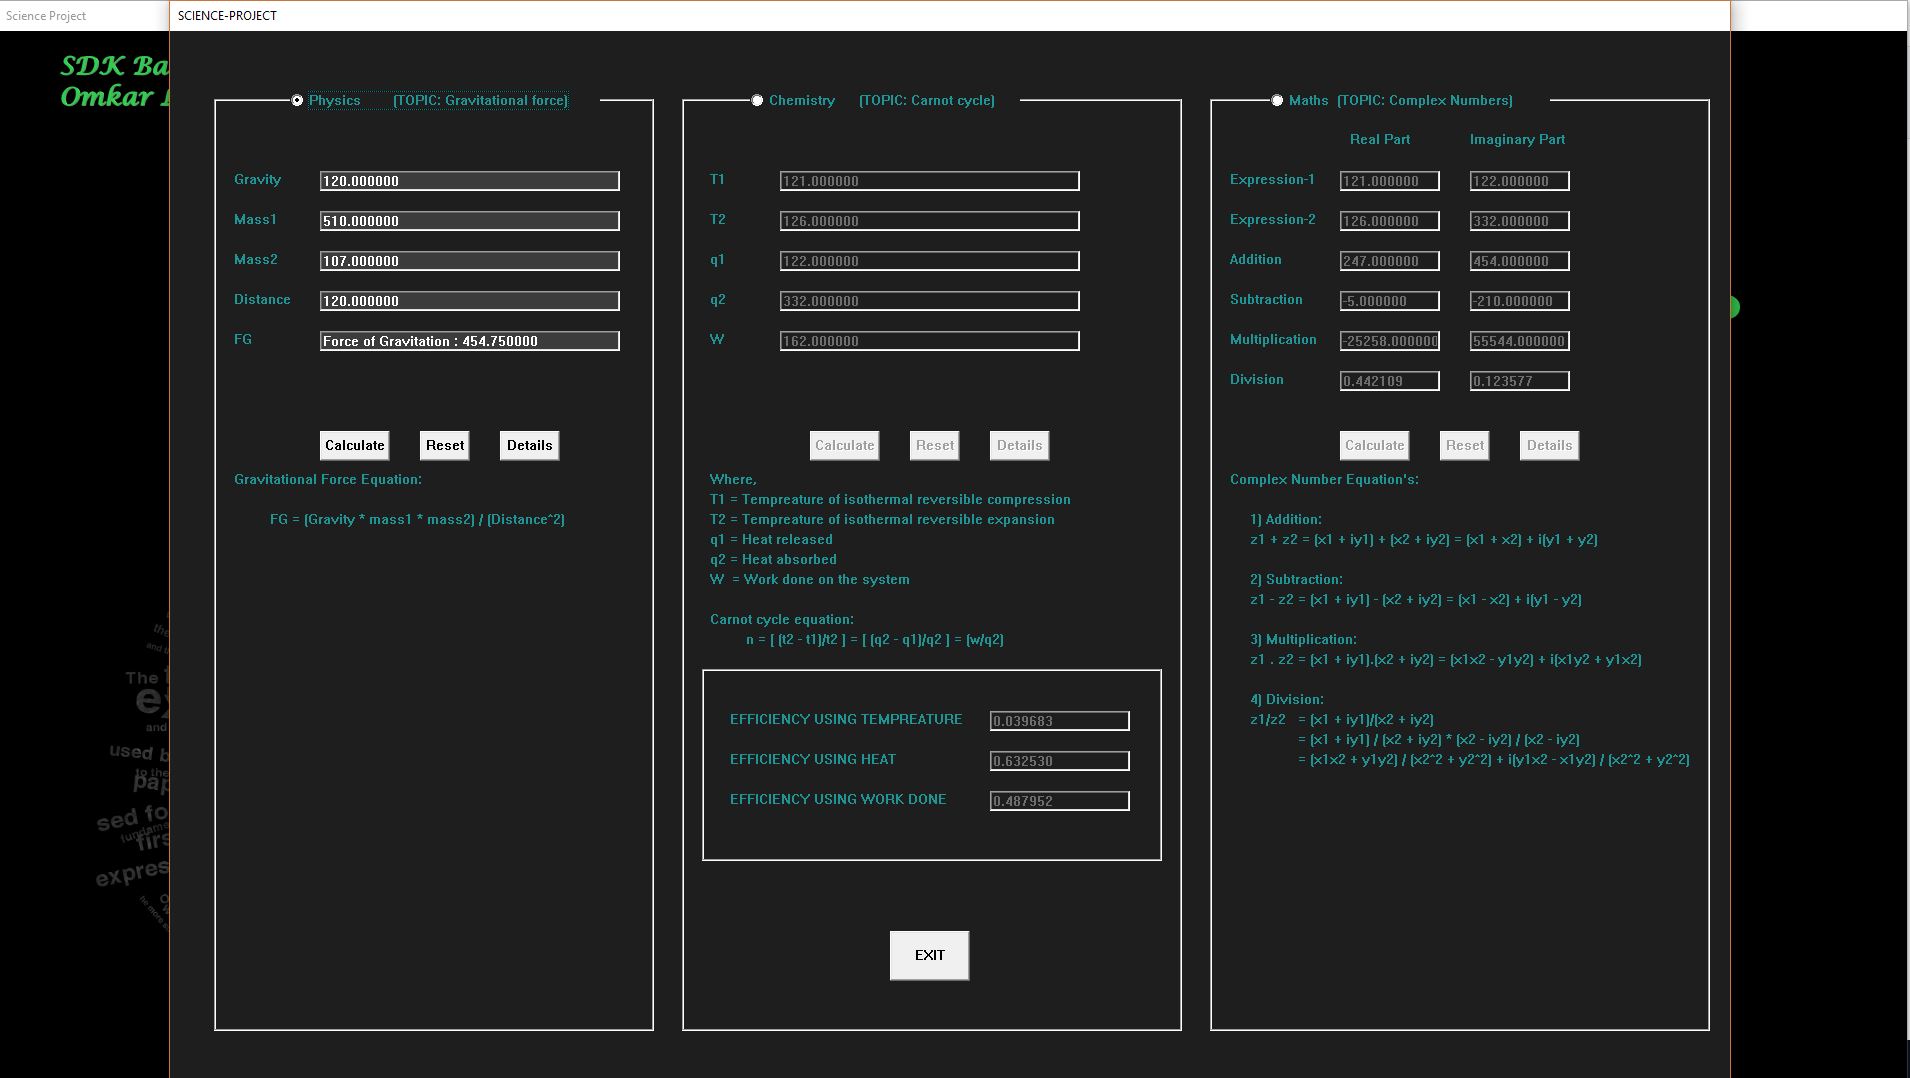 Science Project
SCIENCE-PROJECT
SDK Ba
Omkar
Physics (TOPIC: Gravitational force)
Gravity 120.000000
Mass1 510.000000
Mass2 107.000000
Distance 120.000000
FG Force of Gravitation : 454.750000
Calculate Reset Details
Gravitational Force Equation:
FG = (Gravity * mass1 * mass2) / (Distance^2)
Chemistry (TOPIC: Carnot cycle)
T1 121.000000
T2 126.000000
q1 122.000000
q2 332.000000
W 162.000000
Calculate Reset Details
Where,
T1 = Tempreature of isothermal reversible compression
T2 = Tempreature of isothermal reversible expansion
q1 = Heat released
q2 = Heat absorbed
W = Work done on the system
Carnot cycle equation:
n = [ (t2 - t1)/t2 ] = [ (q2 - q1)/q2 ] = (w/q2)
EFFICIENCY USING TEMPREATURE 0.039683
EFFICIENCY USING HEAT 0.632530
EFFICIENCY USING WORK DONE 0.487952
EXIT
Maths (TOPIC: Complex Numbers)
Real Part Imaginary Part
Expression-1 121.000000 122.000000
Expression-2 126.000000 332.000000
Addition 247.000000 454.000000
Subtraction -5.000000 -210.000000
Multiplication -25258.000000 55544.000000
Division 0.442109 0.123577
Calculate Reset Details
Complex Number Equation's:
1) Addition:
z1 + z2 = (x1 + iy1) + (x2 + iy2) = (x1 + x2) + i(y1 + y2)
2) Subtraction:
z1 - z2 = (x1 + iy1) - (x2 + iy2) = (x1 - x2) + i(y1 - y2)
3) Multiplication:
z1 . z2 = (x1 + iy1).(x2 + iy2) = (x1x2 - y1y2) + i(x1y2 + y1x2)
4) Division:
z1/z2 = (x1 + iy1)/(x2 + iy2)
= (x1 + iy1) / (x2 + iy2) * (x2 - iy2) / (x2 - iy2)
= (x1x2 + y1y2) / (x2^2 + y2^2) + i(y1x2 - x1y2) / (x2^2 + y2^2)
the
and
The
and
used
to the
pap
sed fo
fundame
firs
expres